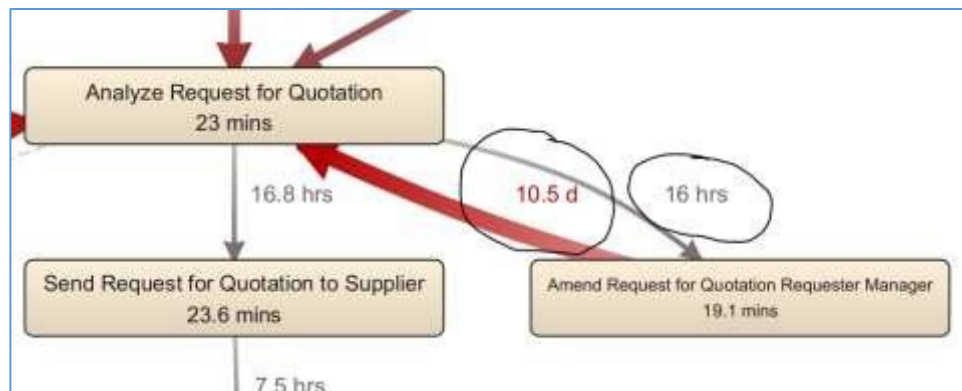 Analyze Request for Quotation
23 mins
16.8 hrs
10.5 d
16 hrs
Send Request for Quotation to Supplier
23.6 mins
Amend Request for Quotation Requester Manager
19.1 mins
7.5 hrs